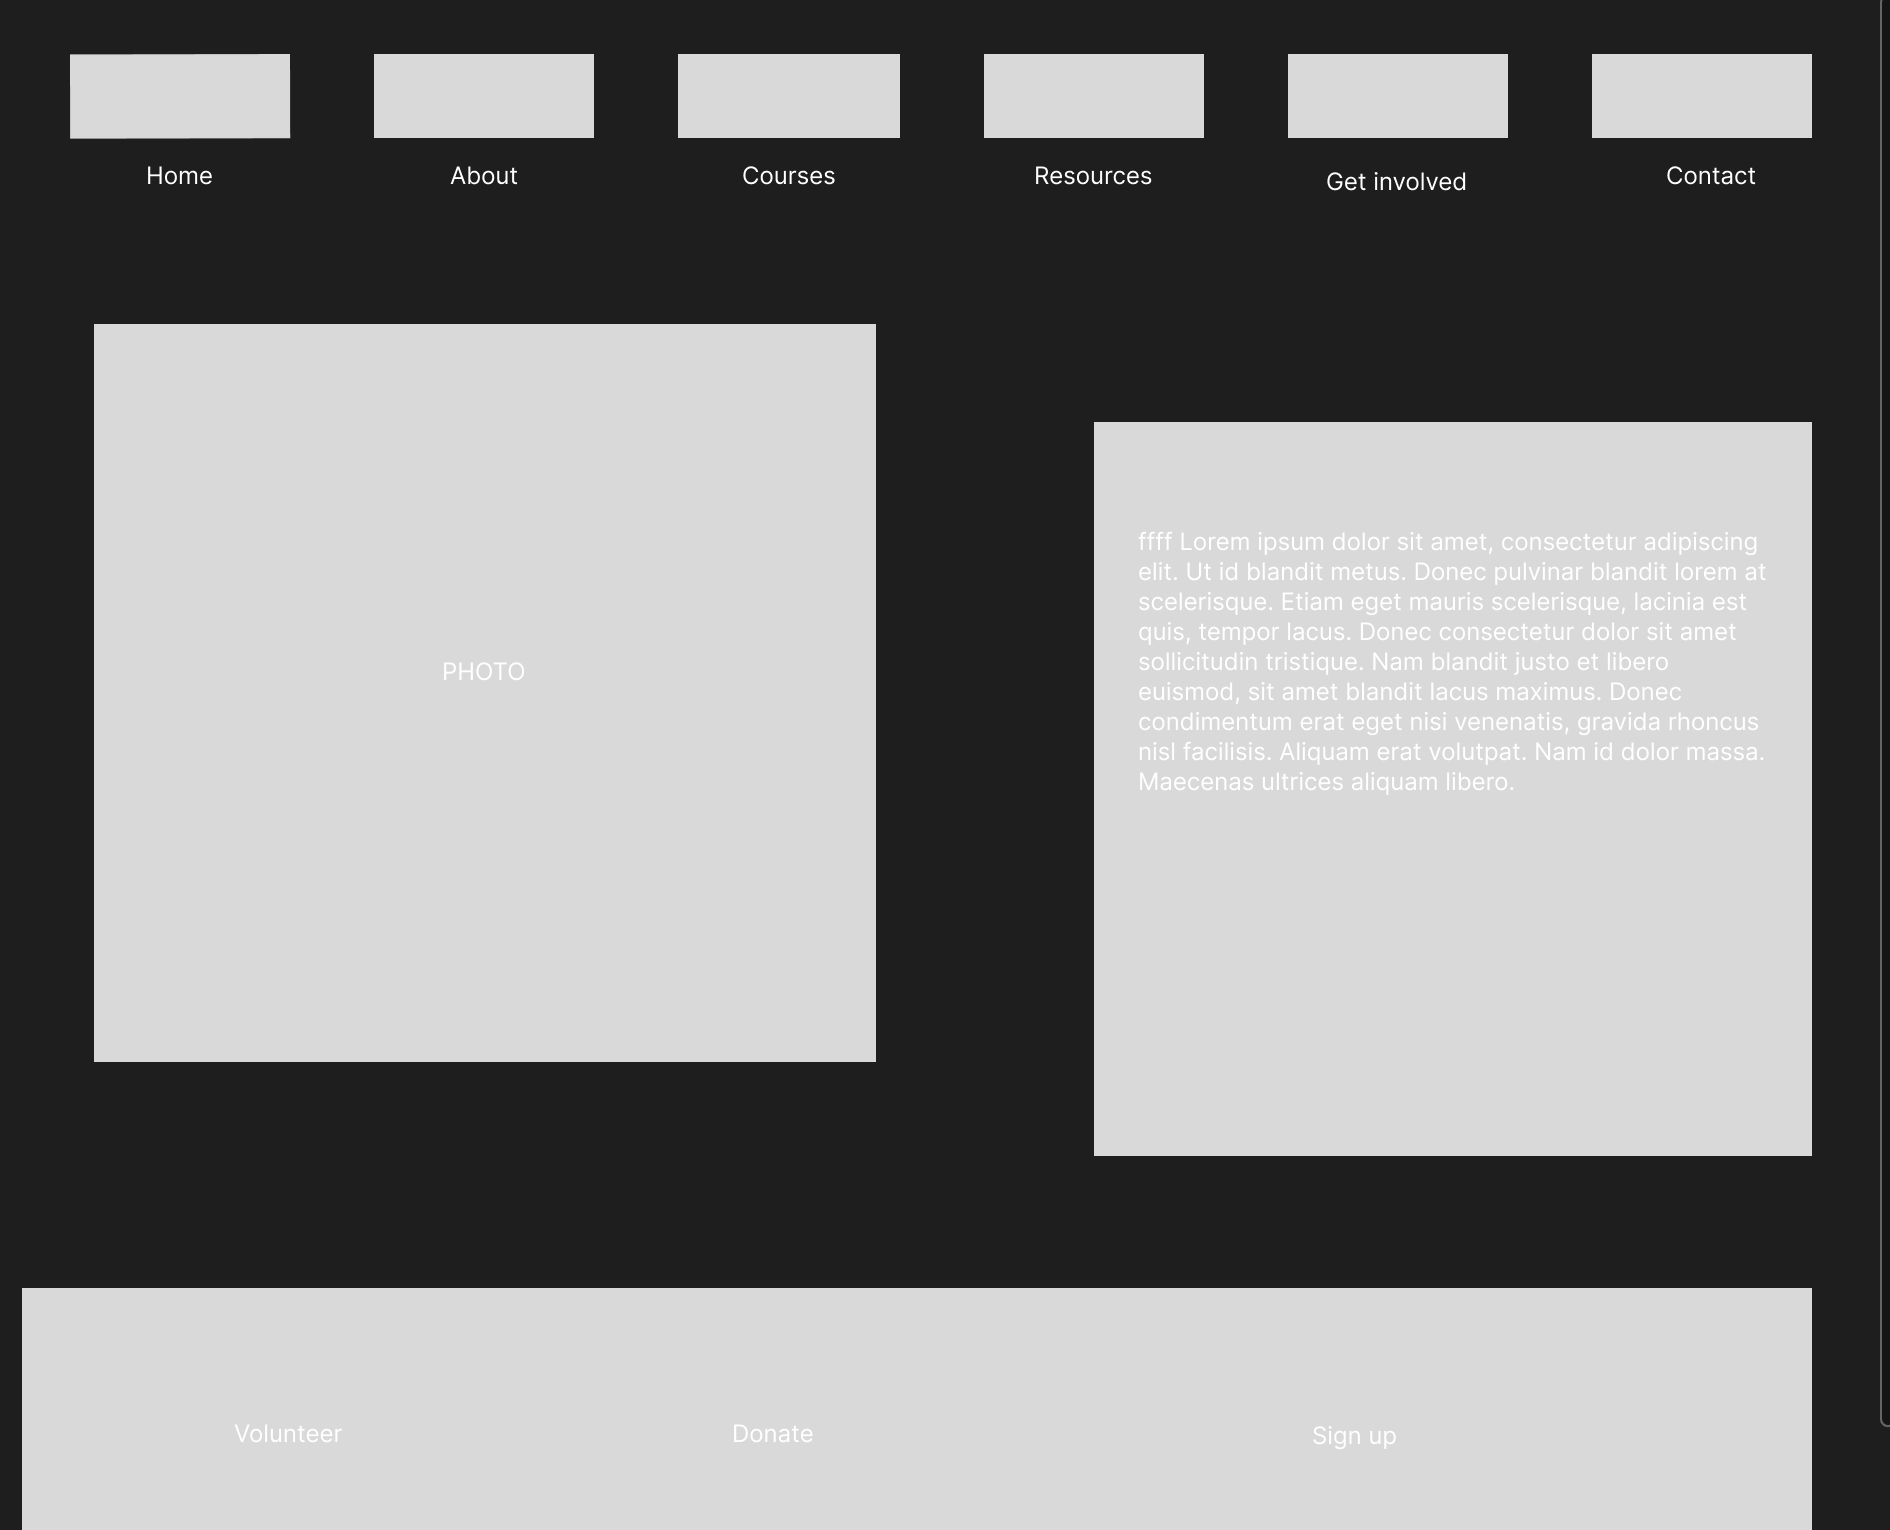 Home
About
Courses
Resources
Get involved
Contact
PHOTO
ffff Lorem ipsum dolor sit amet, consectetur adipiscing
elit. Ut id blandit metus. Donec pulvinar blandit lorem at
scelerisque. Etiam eget mauris scelerisque, lacinia est
quis, tempor lacus. Donec consectetur dolor sit amet
sollicitudin tristique. Nam blandit justo et libero
euismod, sit amet blandit lacus maximus. Donec
condimentum erat eget nisi venenatis, gravida rhoncus
nisl facilisis. Aliquam erat volutpat. Nam id dolor massa.
Maecenas ultrices aliquam libero.
Volunteer
Donate
Sign up